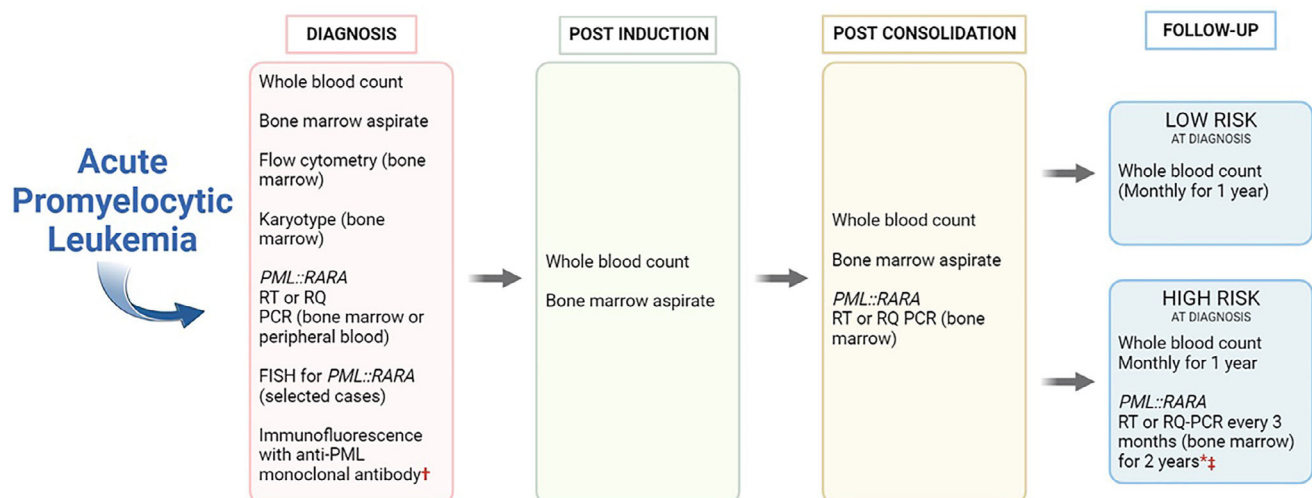 Acute
Promyelocytic
Leukemia
DIAGNOSIS
Whole blood count
Bone marrow aspirate
Flow cytometry (bone
marrow)
Karyotype (bone
marrow)
PML::RARA
RT or RQ
PCR (bone marrow or
peripheral blood)
FISH for PML::RARA
(selected cases)
Immunofluorescence
with anti-PML
monoclonal antibody†
POST INDUCTION
Whole blood count
Bone marrow aspirate
POST CONSOLIDATION
Whole blood count
Bone marrow aspirate
PML::RARA
RT or RQ PCR (bone
marrow)
FOLLOW-UP
LOW RISK
AT DIAGNOSIS
Whole blood count
(Monthly for 1 year)
HIGH RISK
AT DIAGNOSIS
Whole blood count
Monthly for 1 year
PML::RARA
RT or RQ-PCR every 3
months (bone marrow)
for 2 years*‡